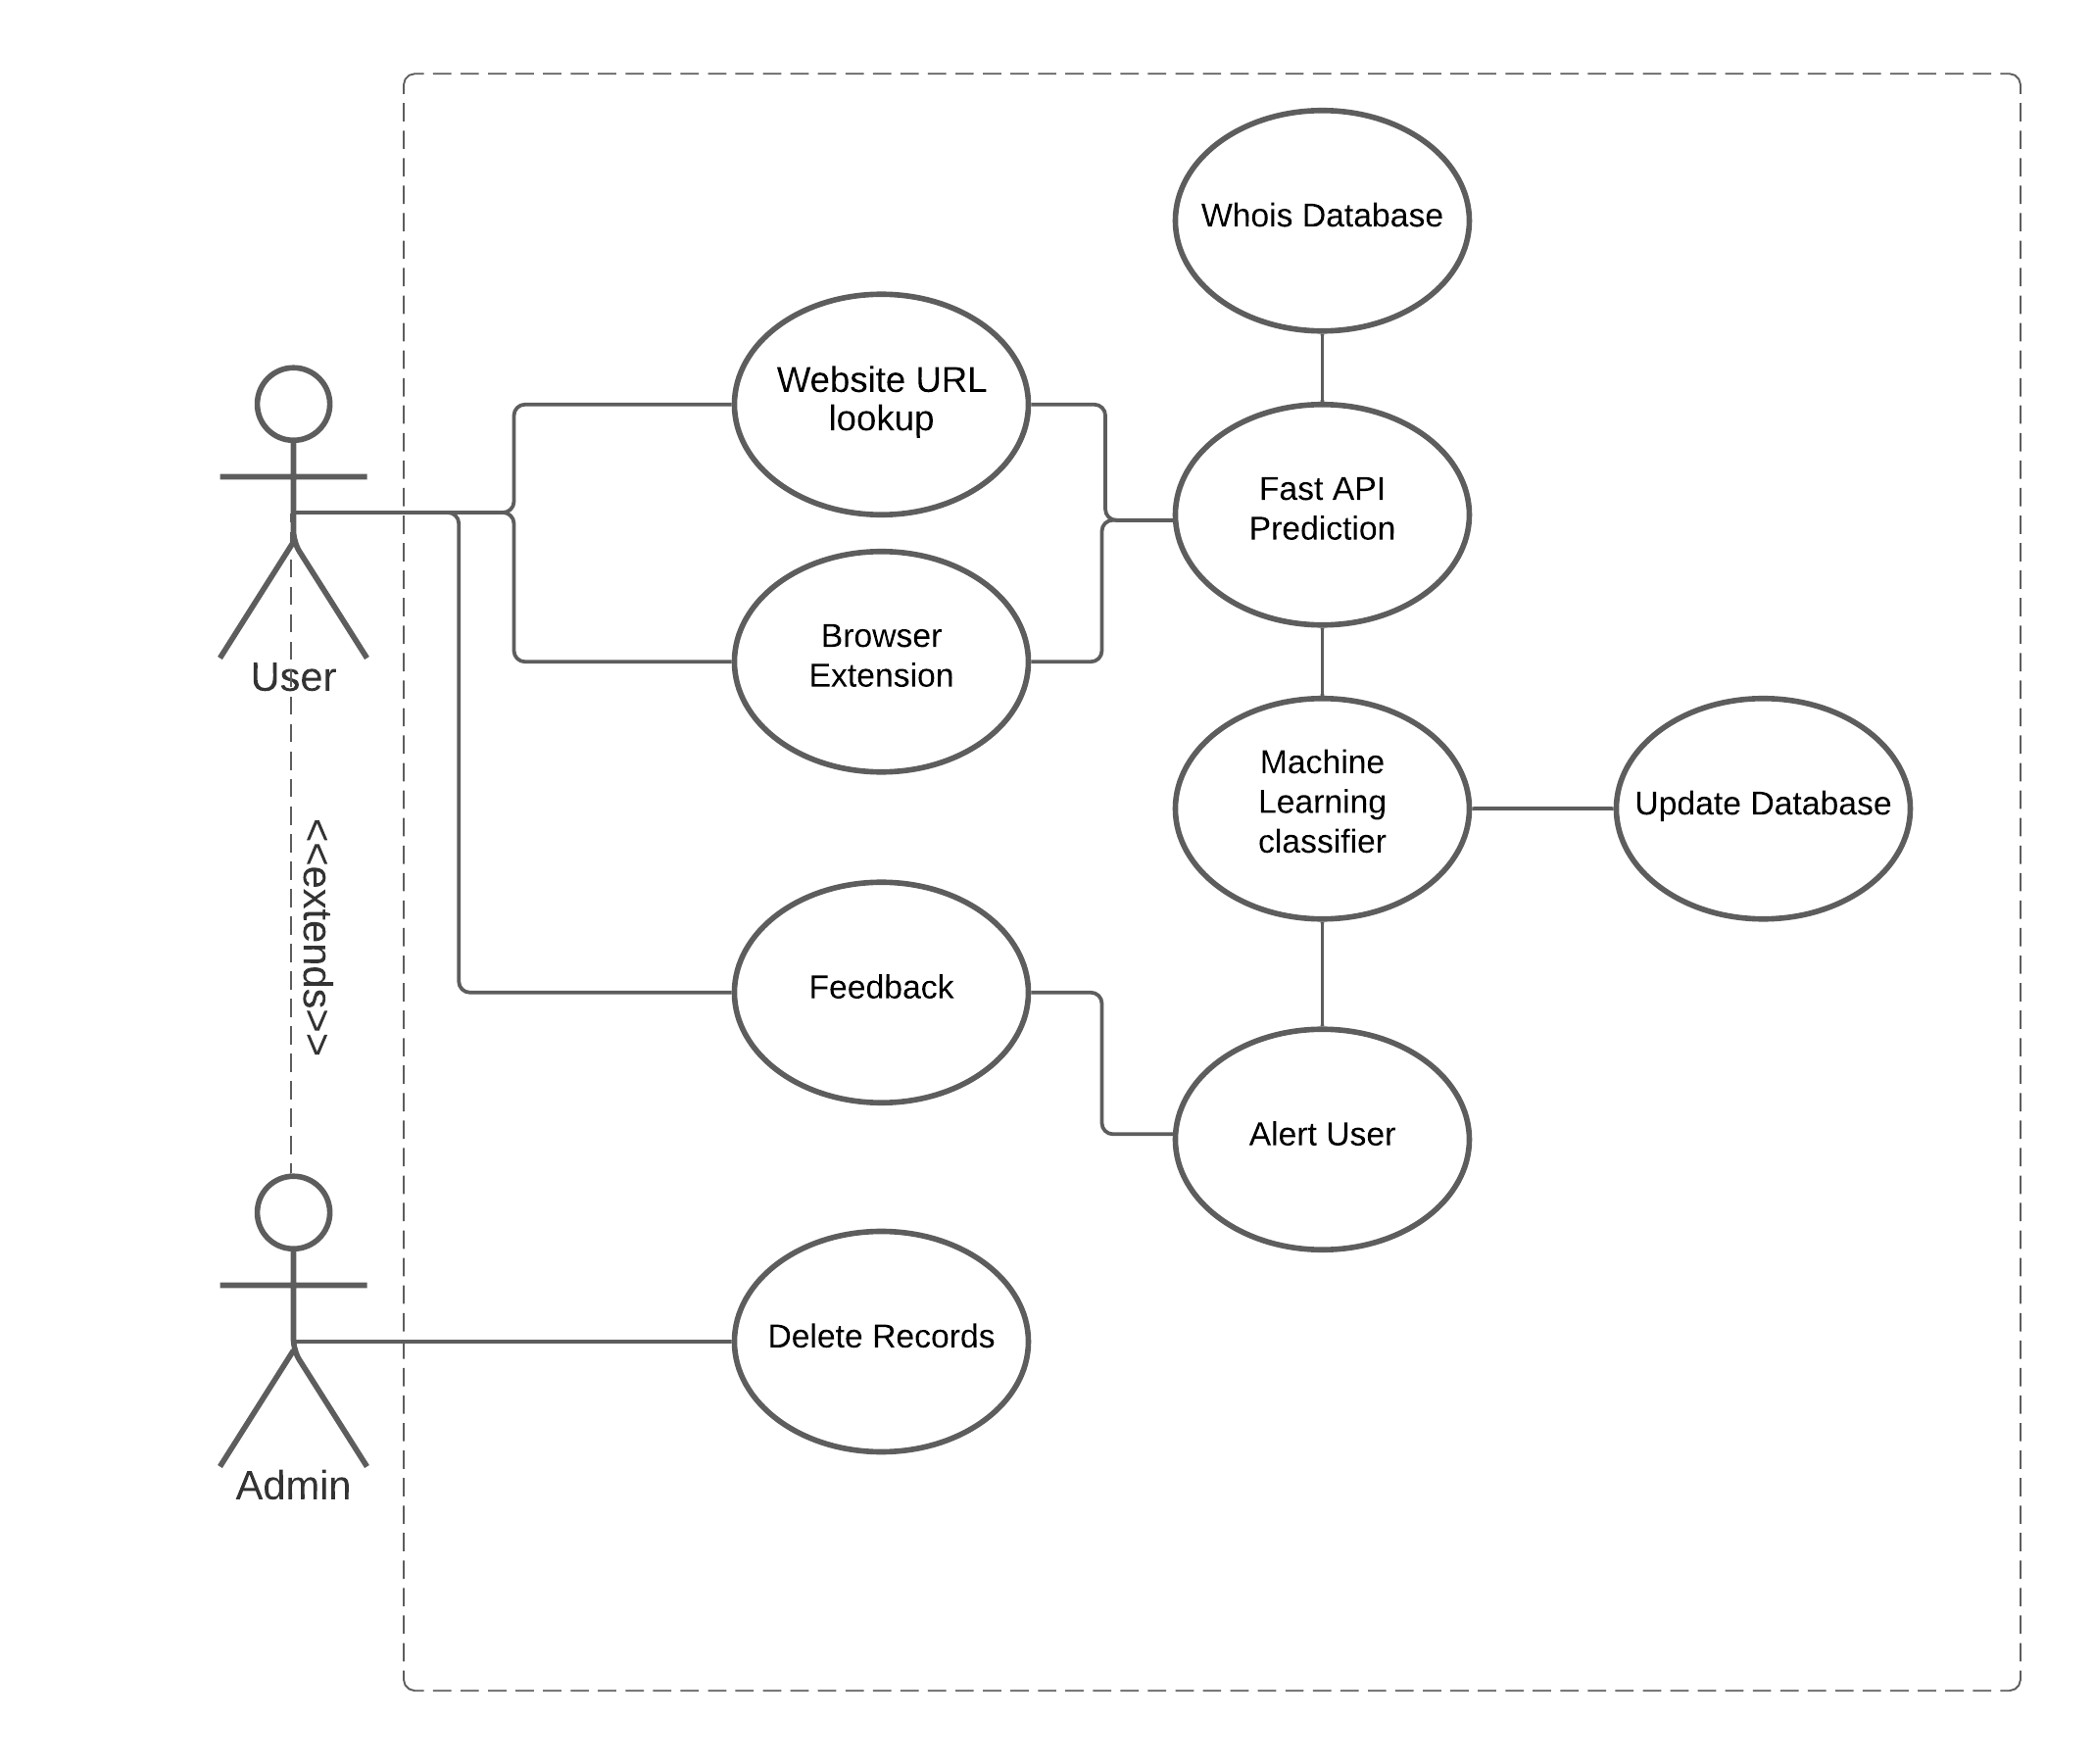 Whois Database
Website URL
lookup
Fast API
Prediction
Browser
Extension
User
Machine
Learning
classifier
Update Database
<<extends>>
Feedback
Alert User
Delete Records
Admin